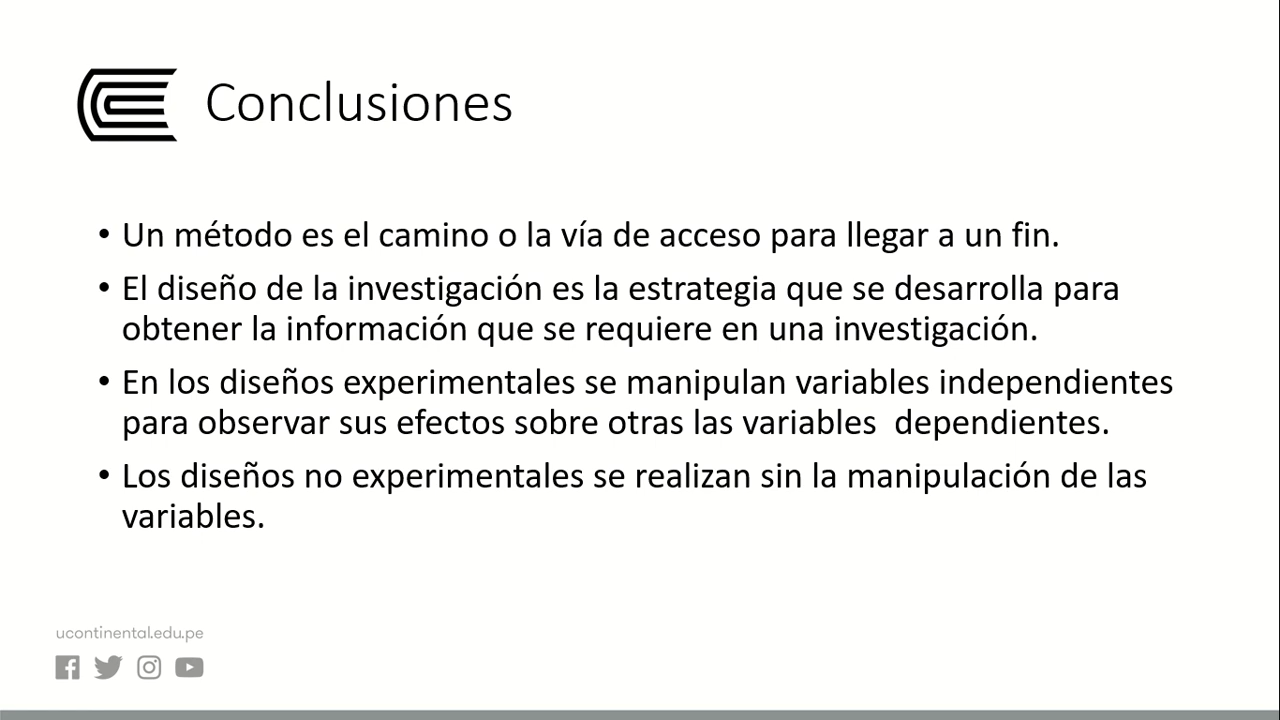 Conclusiones
• Un método es el camino o la vía de acceso para llegar a un fin.
• El diseño de la investigación es la estrategia que se desarrolla para
obtener la información que se requiere en una investigación.
• En los diseños experimentales se manipulan variables independientes
para observar sus efectos sobre otras las variables  dependientes.
• Los diseños no experimentales se realizan sin la manipulación de las
variables.
ucontinental.edu.pe